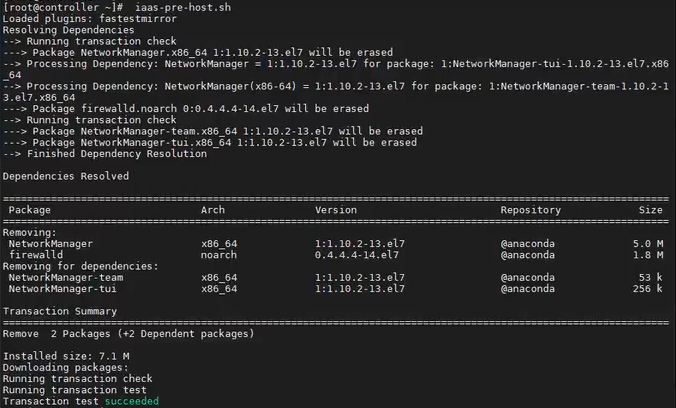 [root@controller ~]#  iaas-pre-host.sh
Loaded plugins: fastestmirror
Resolving Dependencies
--> Running transaction check
---> Package NetworkManager.x86_64 1:1.10.2-13.el7 will be erased
--> Processing Dependency: NetworkManager = 1:1.10.2-13.el7 for package: 1:NetworkManager-tui-1.10.2-13.el7.x86
_64
--> Processing Dependency: NetworkManager(x86-64) = 1:1.10.2-13.el7 for package: 1:NetworkManager-team-1.10.2-1
3.el7.x86_64
---> Package firewalld.noarch 0:0.4.4.4-14.el7 will be erased
--> Running transaction check
---> Package NetworkManager-team.x86_64 1:1.10.2-13.el7 will be erased
---> Package NetworkManager-tui.x86_64 1:1.10.2-13.el7 will be erased
--> Finished Dependency Resolution
Dependencies Resolved
Package Arch Version Repository Size
Removing:
NetworkManager x86_64 1:1.10.2-13.el7 @anaconda 5.0 M
firewalld noarch 0.4.4.4-14.el7 @anaconda 1.8 M
Removing for dependencies:
NetworkManager-team x86_64 1:1.10.2-13.el7 @anaconda 53 k
NetworkManager-tui x86_64 1:1.10.2-13.el7 @anaconda 256 k
Transaction Summary
Remove  2 Packages (+2 Dependent packages)
Installed size: 7.1 M
Downloading packages:
Running transaction check
Running transaction test
Transaction test succeeded